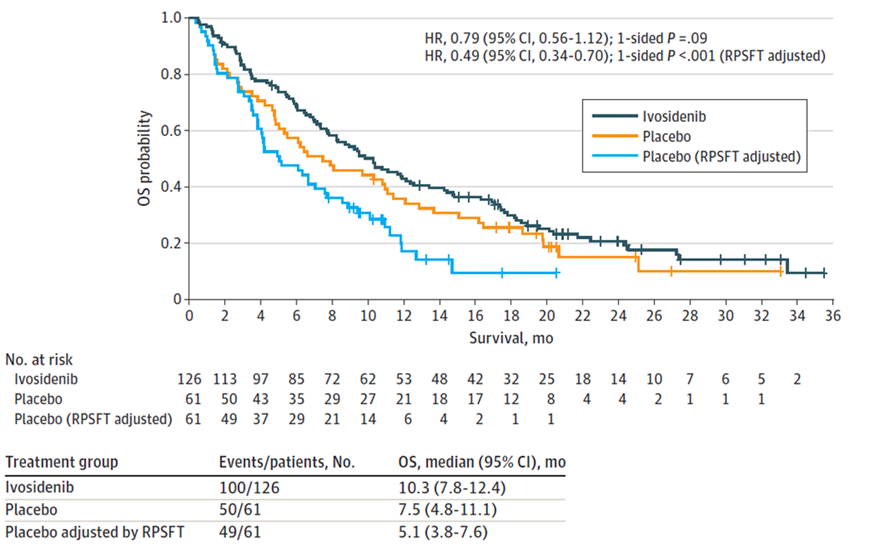 HR, 0.79 (95% CI, 0.56-1.12); 1-sided P =.09
HR, 0.49 (95% CI, 0.34-0.70); 1-sided P <.001 (RPSFT adjusted)
Ivosidenib
Placebo
Placebo (RPSFT adjusted)
OS probability
1.0
0.8
0.6
0.4
0.2
0
0 2 4 6 8 10 12 14 16 18 20 22 24 26 28 30 32 34 36
Survival, mo
No. at risk
Ivosidenib 126 113 97 85 72 62 53 48 42 32 25 18 14 10 7 6 5 2
Placebo 61 50 43 35 29 27 21 18 17 12 8 4 4 2 1 1 1
Placebo (RPSFT adjusted) 61 49 37 29 21 14 6 4 2 1 1
Treatment group Events/patients, No. OS, median (95% CI), mo
Ivosidenib 100/126 10.3 (7.8-12.4)
Placebo 50/61 7.5 (4.8-11.1)
Placebo adjusted by RPSFT 49/61 5.1 (3.8-7.6)